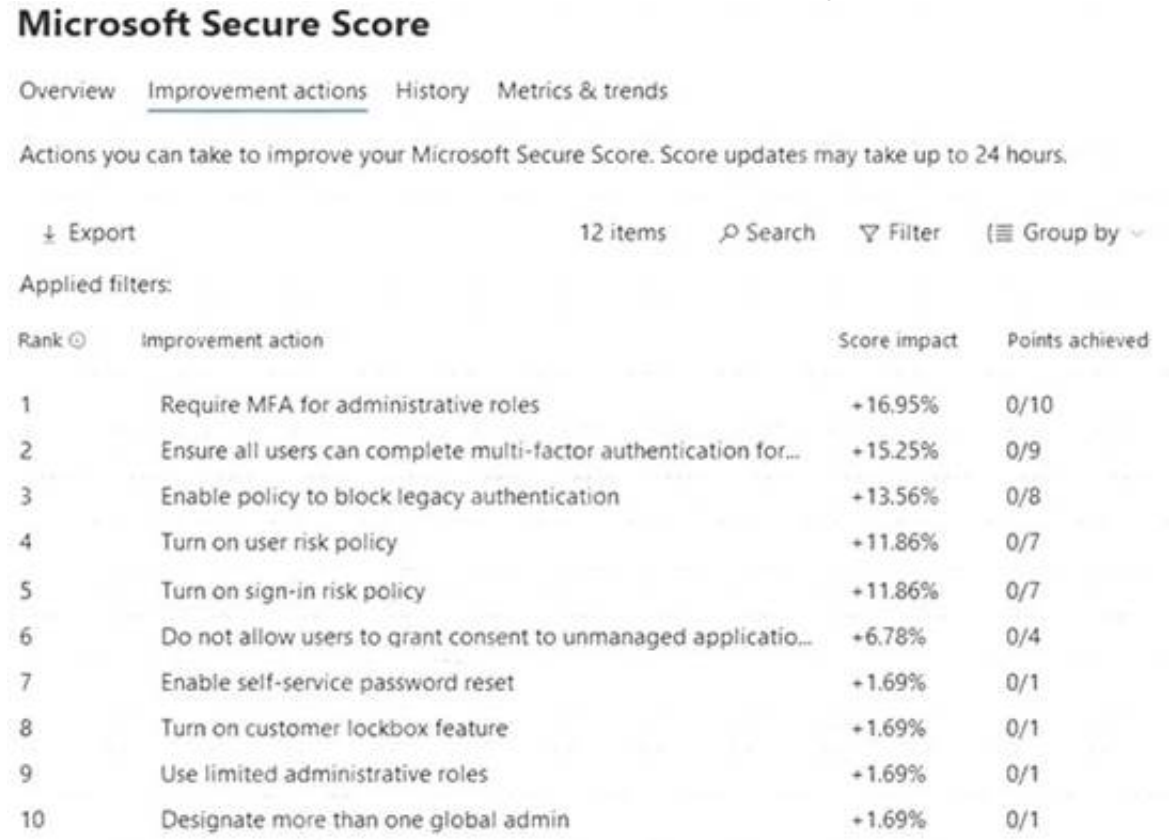 Microsoft Secure Score
Overview Improvement actions History Metrics & trends
Actions you can take to improve your Microsoft Secure Score. Score updates may take up to 24 hours.
Export 12 items Search Filter Group by
Applied filters:
Rank Improvement action Score impact Points achieved
1 Require MFA for administrative roles +16.95% 0/10
2 Ensure all users can complete multi-factor authentication for... +15.25% 0/9
3 Enable policy to block legacy authentication +13.56% 0/8
4 Turn on user risk policy +11.86% 0/7
5 Turn on sign-in risk policy +11.86% 0/7
6 Do not allow users to grant consent to unmanaged applicatio... +6.78% 0/4
7 Enable self-service password reset +1.69% 0/1
8 Turn on customer lockbox feature +1.69% 0/1
9 Use limited administrative roles +1.69% 0/1
10 Designate more than one global admin +1.69% 0/1